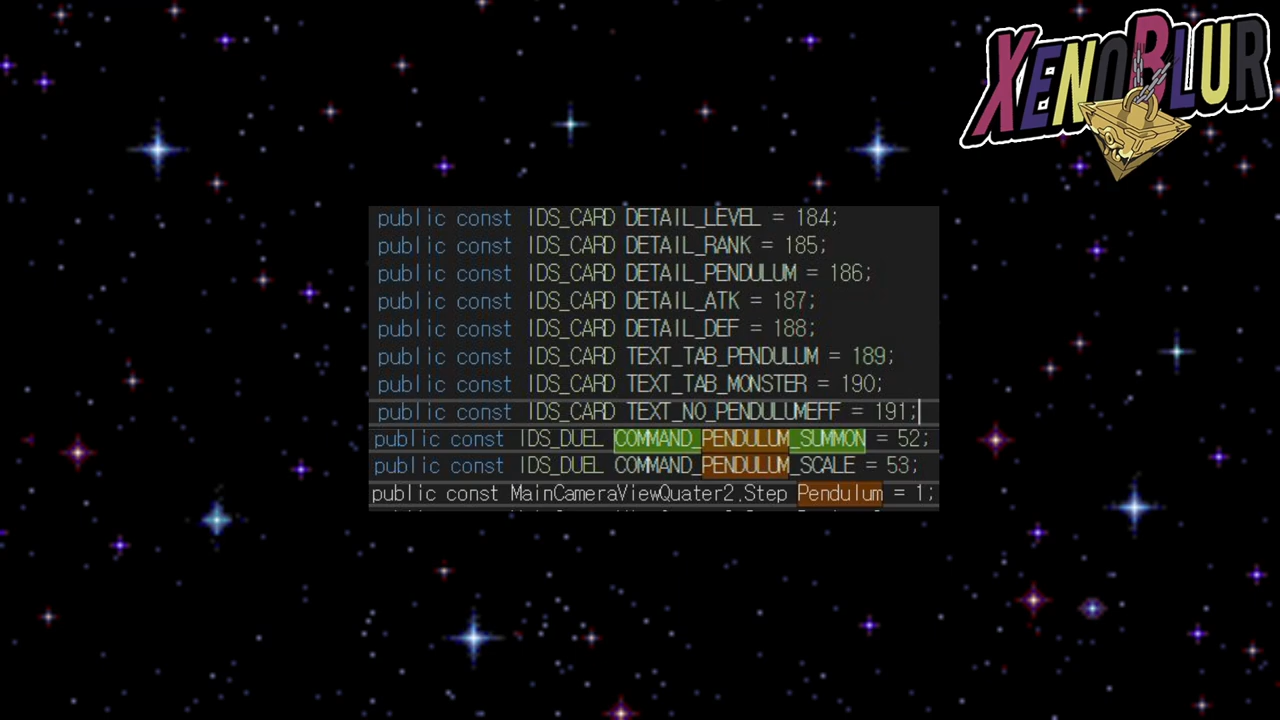 XENOBLUR
public const IDS_CARD DETAIL_LEVEL = 184;
public const IDS_CARD DETAIL_RANK = 185;
public const IDS_CARD DETAIL_PENDULUM = 186;
public const IDS_CARD DETAIL_ATK = 187;
public const IDS_CARD DETAIL_DEF = 188;
public const IDS_CARD TEXT_TAB_PENDULUM = 189;
public const IDS_CARD TEXT_TAB_MONSTER = 190;
public const IDS_CARD TEXT_NO_PENDULUMEFF = 191;
public const IDS_DUEL COMMAND_PENDULUM_SUMMON = 52;
public const IDS_DUEL COMMAND_PENDULUM_SCALE = 53;
public const MainCameraViewQuater2.Step Pendulum = 1;